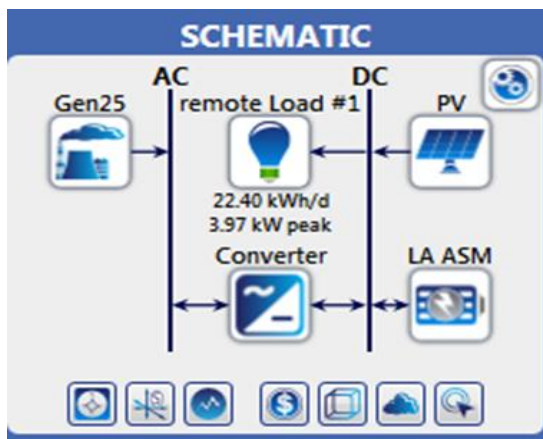 SCHEMATIC
AC
DC
Gen25
remote Load #1
PV
22.40 kWh/d
3.97 kW peak
Converter
LA ASM